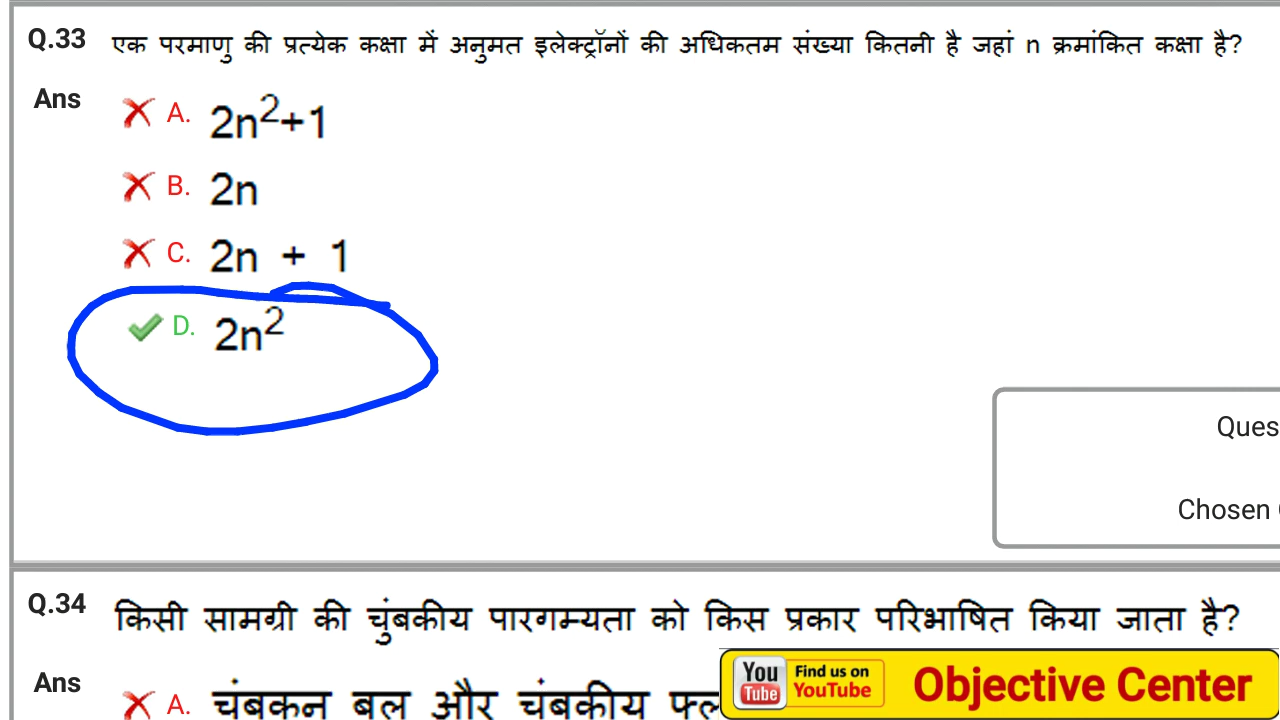 Q.33 एक परमाणु की प्रत्येक कक्षा में अनुमत इलेक्ट्रॉनों की अधिकतम संख्या कितनी है जहां n क्रमांकित कक्षा है?
Ans A. 2n²+1
B. 2n
C. 2n + 1
D. 2n²
Ques
Chosen
Q.34 किसी सामग्री की चुंबकीय पारगम्यता को किस प्रकार परिभाषित किया जाता है?
Ans A. चंबकन बल और चंबकीय फ्ल
You Tube Find us on YouTube Objective Center